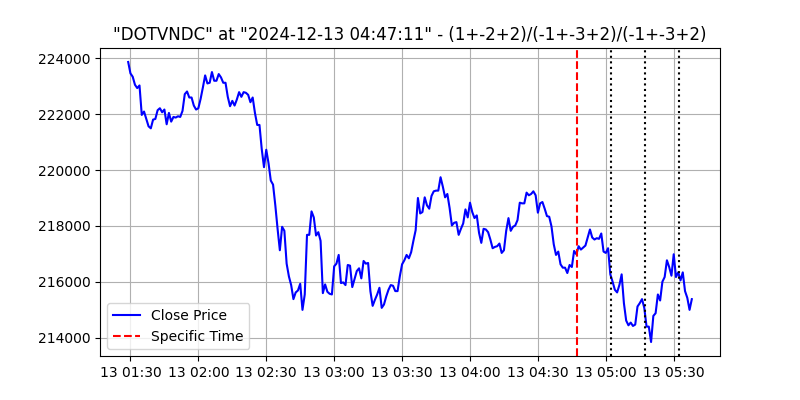 "DOTVNDC" at "2024-12-13 04:47:11" - (1+-2+2)/(-1+-3+2)/(-1+-3+2)
224000
222000
220000
218000
216000
214000
Close Price
Specific Time
13 01:30 13 02:00 13 02:30 13 03:00 13 03:30 13 04:00 13 04:30 13 05:00 13 05:30